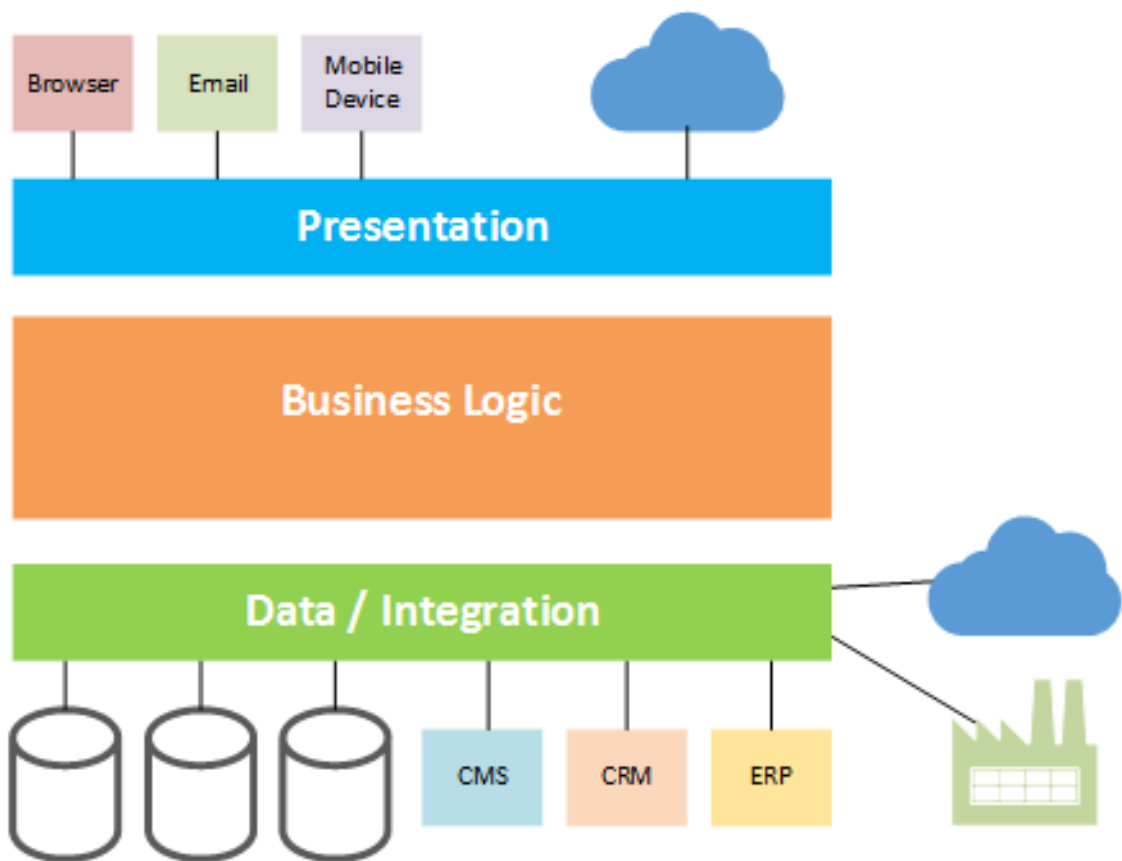 Browser
Email
Mobile
Device
Presentation
Business Logic
Data / Integration
CMS
CRM
ERP